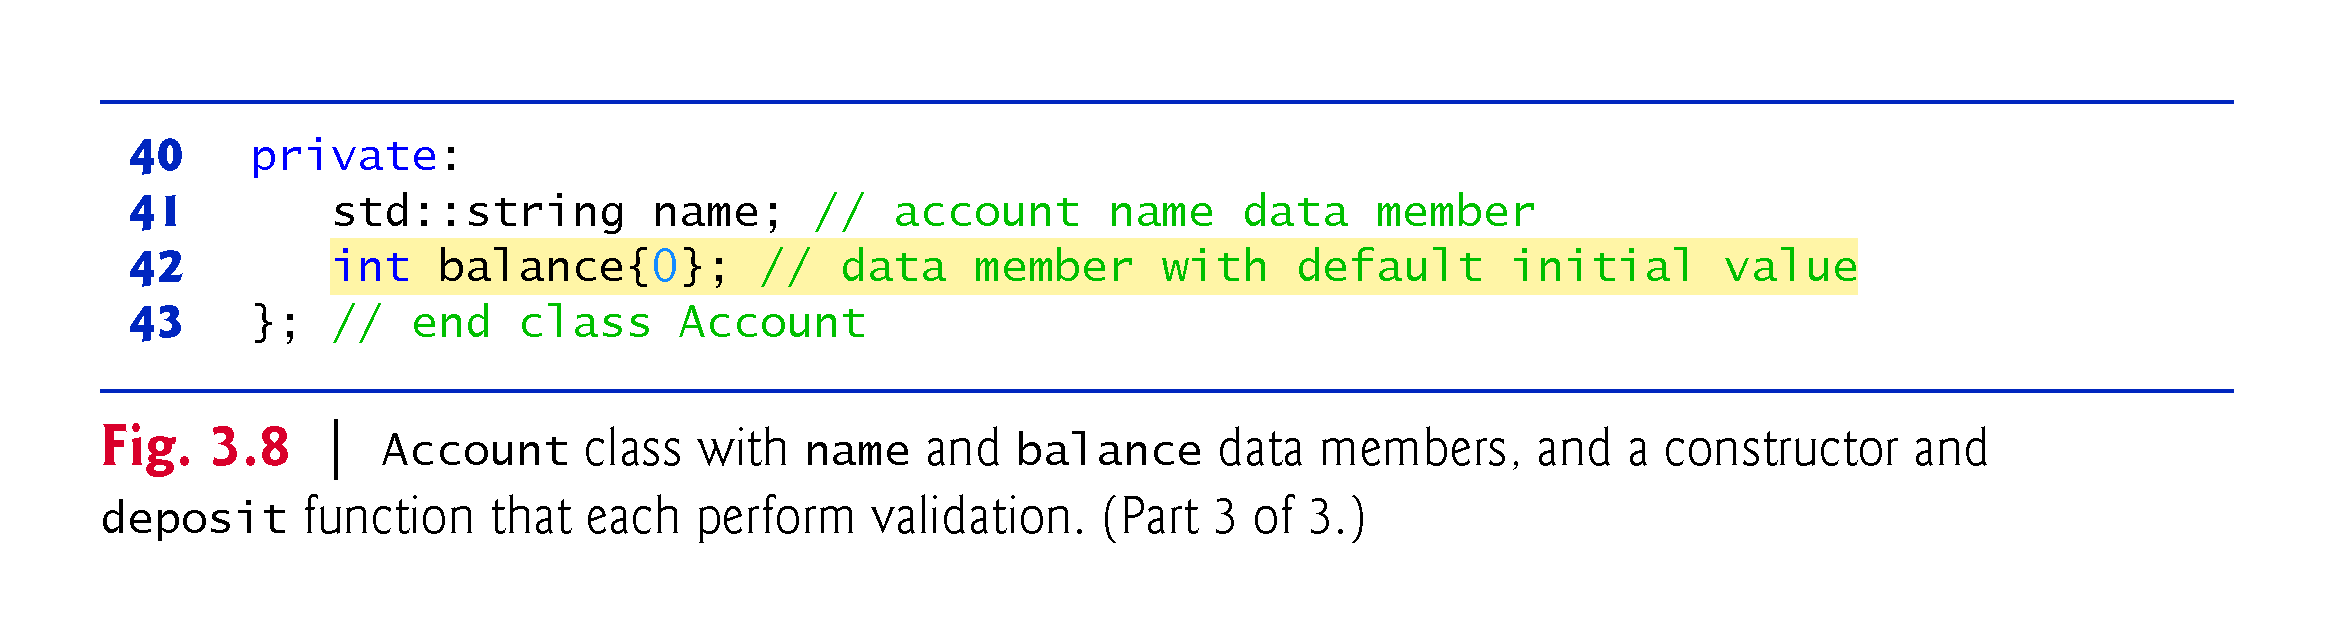 40 private:
41 std::string name; // account name data member
42 int balance{0}; // data member with default initial value
43 }; // end class Account
Fig. 3.8 | Account class with name and balance data members, and a constructor and
deposit function that each perform validation. (Part 3 of 3.)